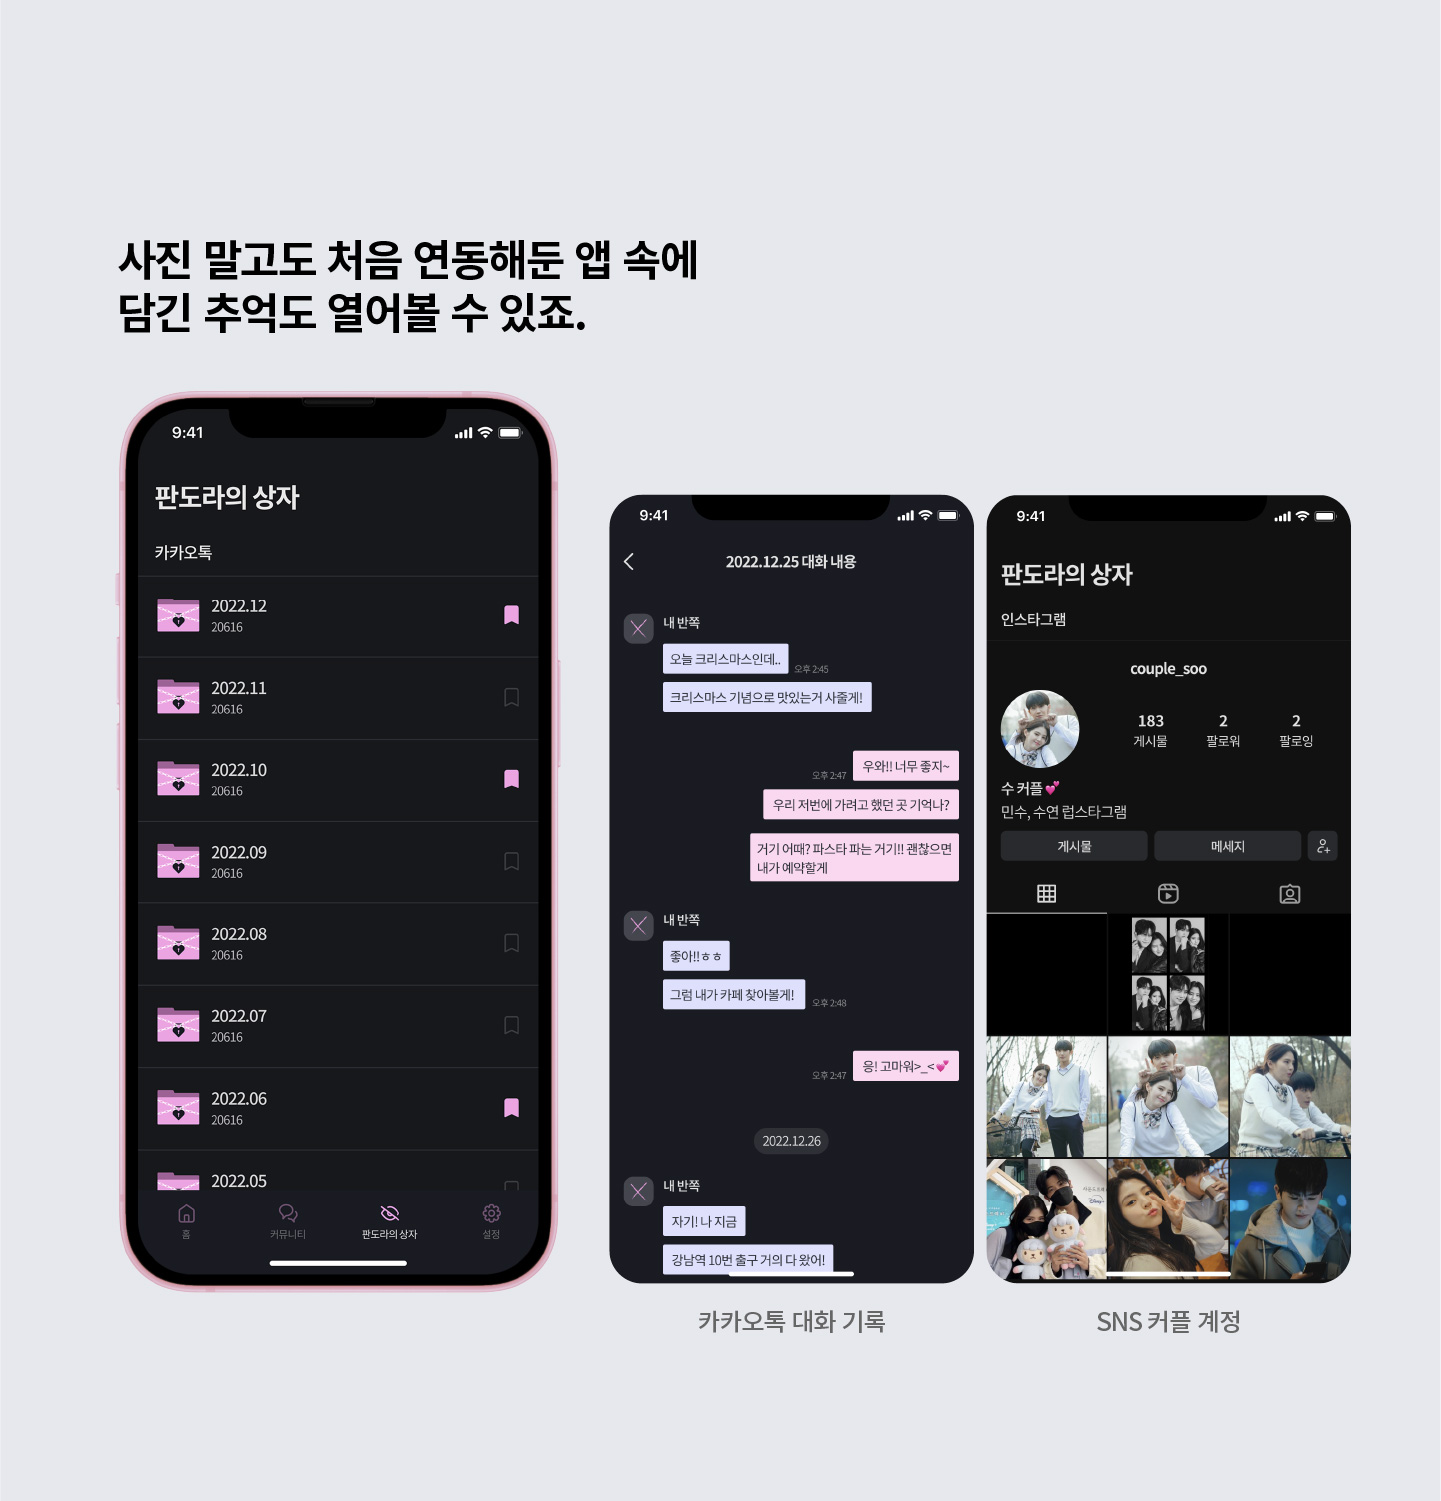 사진 말고도 처음 연동해둔 앱 속에
담긴 추억도 열어볼 수 있죠.
9:41
판도라의 상자
카카오톡
2022.12
20616
2022.11
20616
2022.10
20616
2022.09
20616
2022.08
20616
2022.07
20616
2022.06
20616
2022.05
홈
커뮤니티
판도라의 상자
설정
9:41
2022.12.25 대화 내용
내 반쪽
오늘 크리스마스인데..
오후 2:45
크리스마스 기념으로 맛있는거 사줄게!
우와!! 너무 좋지~
오후 2:47
우리 저번에 가려고 했던 곳 기억나?
거기 어때? 파스타 파는 거기!! 괜찮으면
내가 예약할게
내 반쪽
좋아!!ㅎㅎ
그럼 내가 카페 찾아볼게!
오후 2:48
응! 고마워>_<💕
오후 2:47
2022.12.26
내 반쪽
자기! 나 지금
강남역 10번 출구 거의 다 왔어!
카카오톡 대화 기록
9:41
판도라의 상자
인스타그램
couple_soo
183
게시물
2
팔로워
2
팔로잉
수 커플💕
민수, 수연 럽스타그램
게시물
메세지
Disney+
SNS 커플 계정